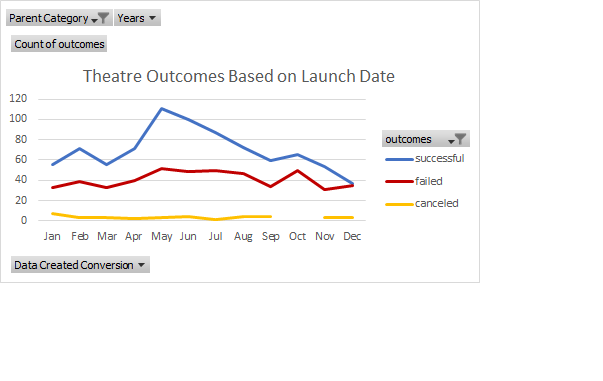 Parent Category Years
Count of outcomes
Theatre Outcomes Based on Launch Date
120
100
80
60
40
20
0
Jan Feb Mar Apr May Jun Jul Aug Sep Oct Nov Dec
outcomes
successful
failed
canceled
Data Created Conversion